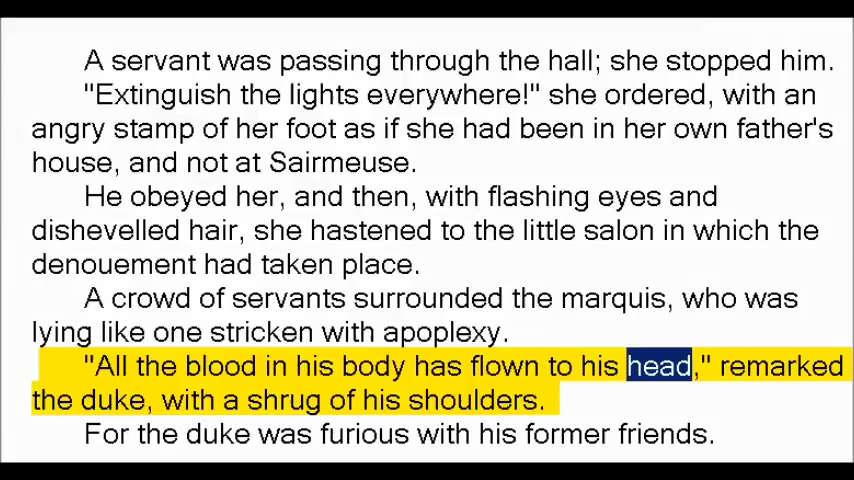 A servant was passing through the hall; she stopped him.
"Extinguish the lights everywhere!" she ordered, with an
angry stamp of her foot as if she had been in her own father's
house, and not at Sairmeuse.
He obeyed her, and then, with flashing eyes and
dishevelled hair, she hastened to the little salon in which the
denouement had taken place.
A crowd of servants surrounded the marquis, who was
lying like one stricken with apoplexy.
"All the blood in his body has flown to his head," remarked
the duke, with a shrug of his shoulders.
For the duke was furious with his former friends.